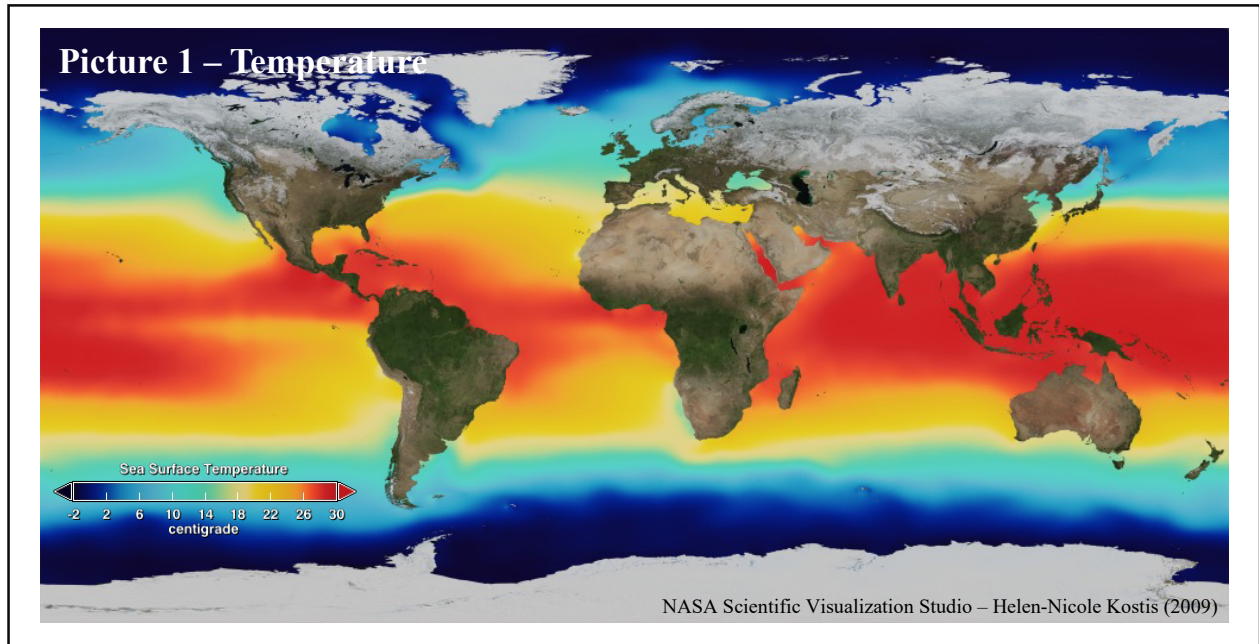 Picture 1 – Temperature
Sea Surface Temperature
-2 2 6 10 14 18 22 26 30
centigrade
NASA Scientific Visualization Studio – Helen-Nicole Kostis (2009)